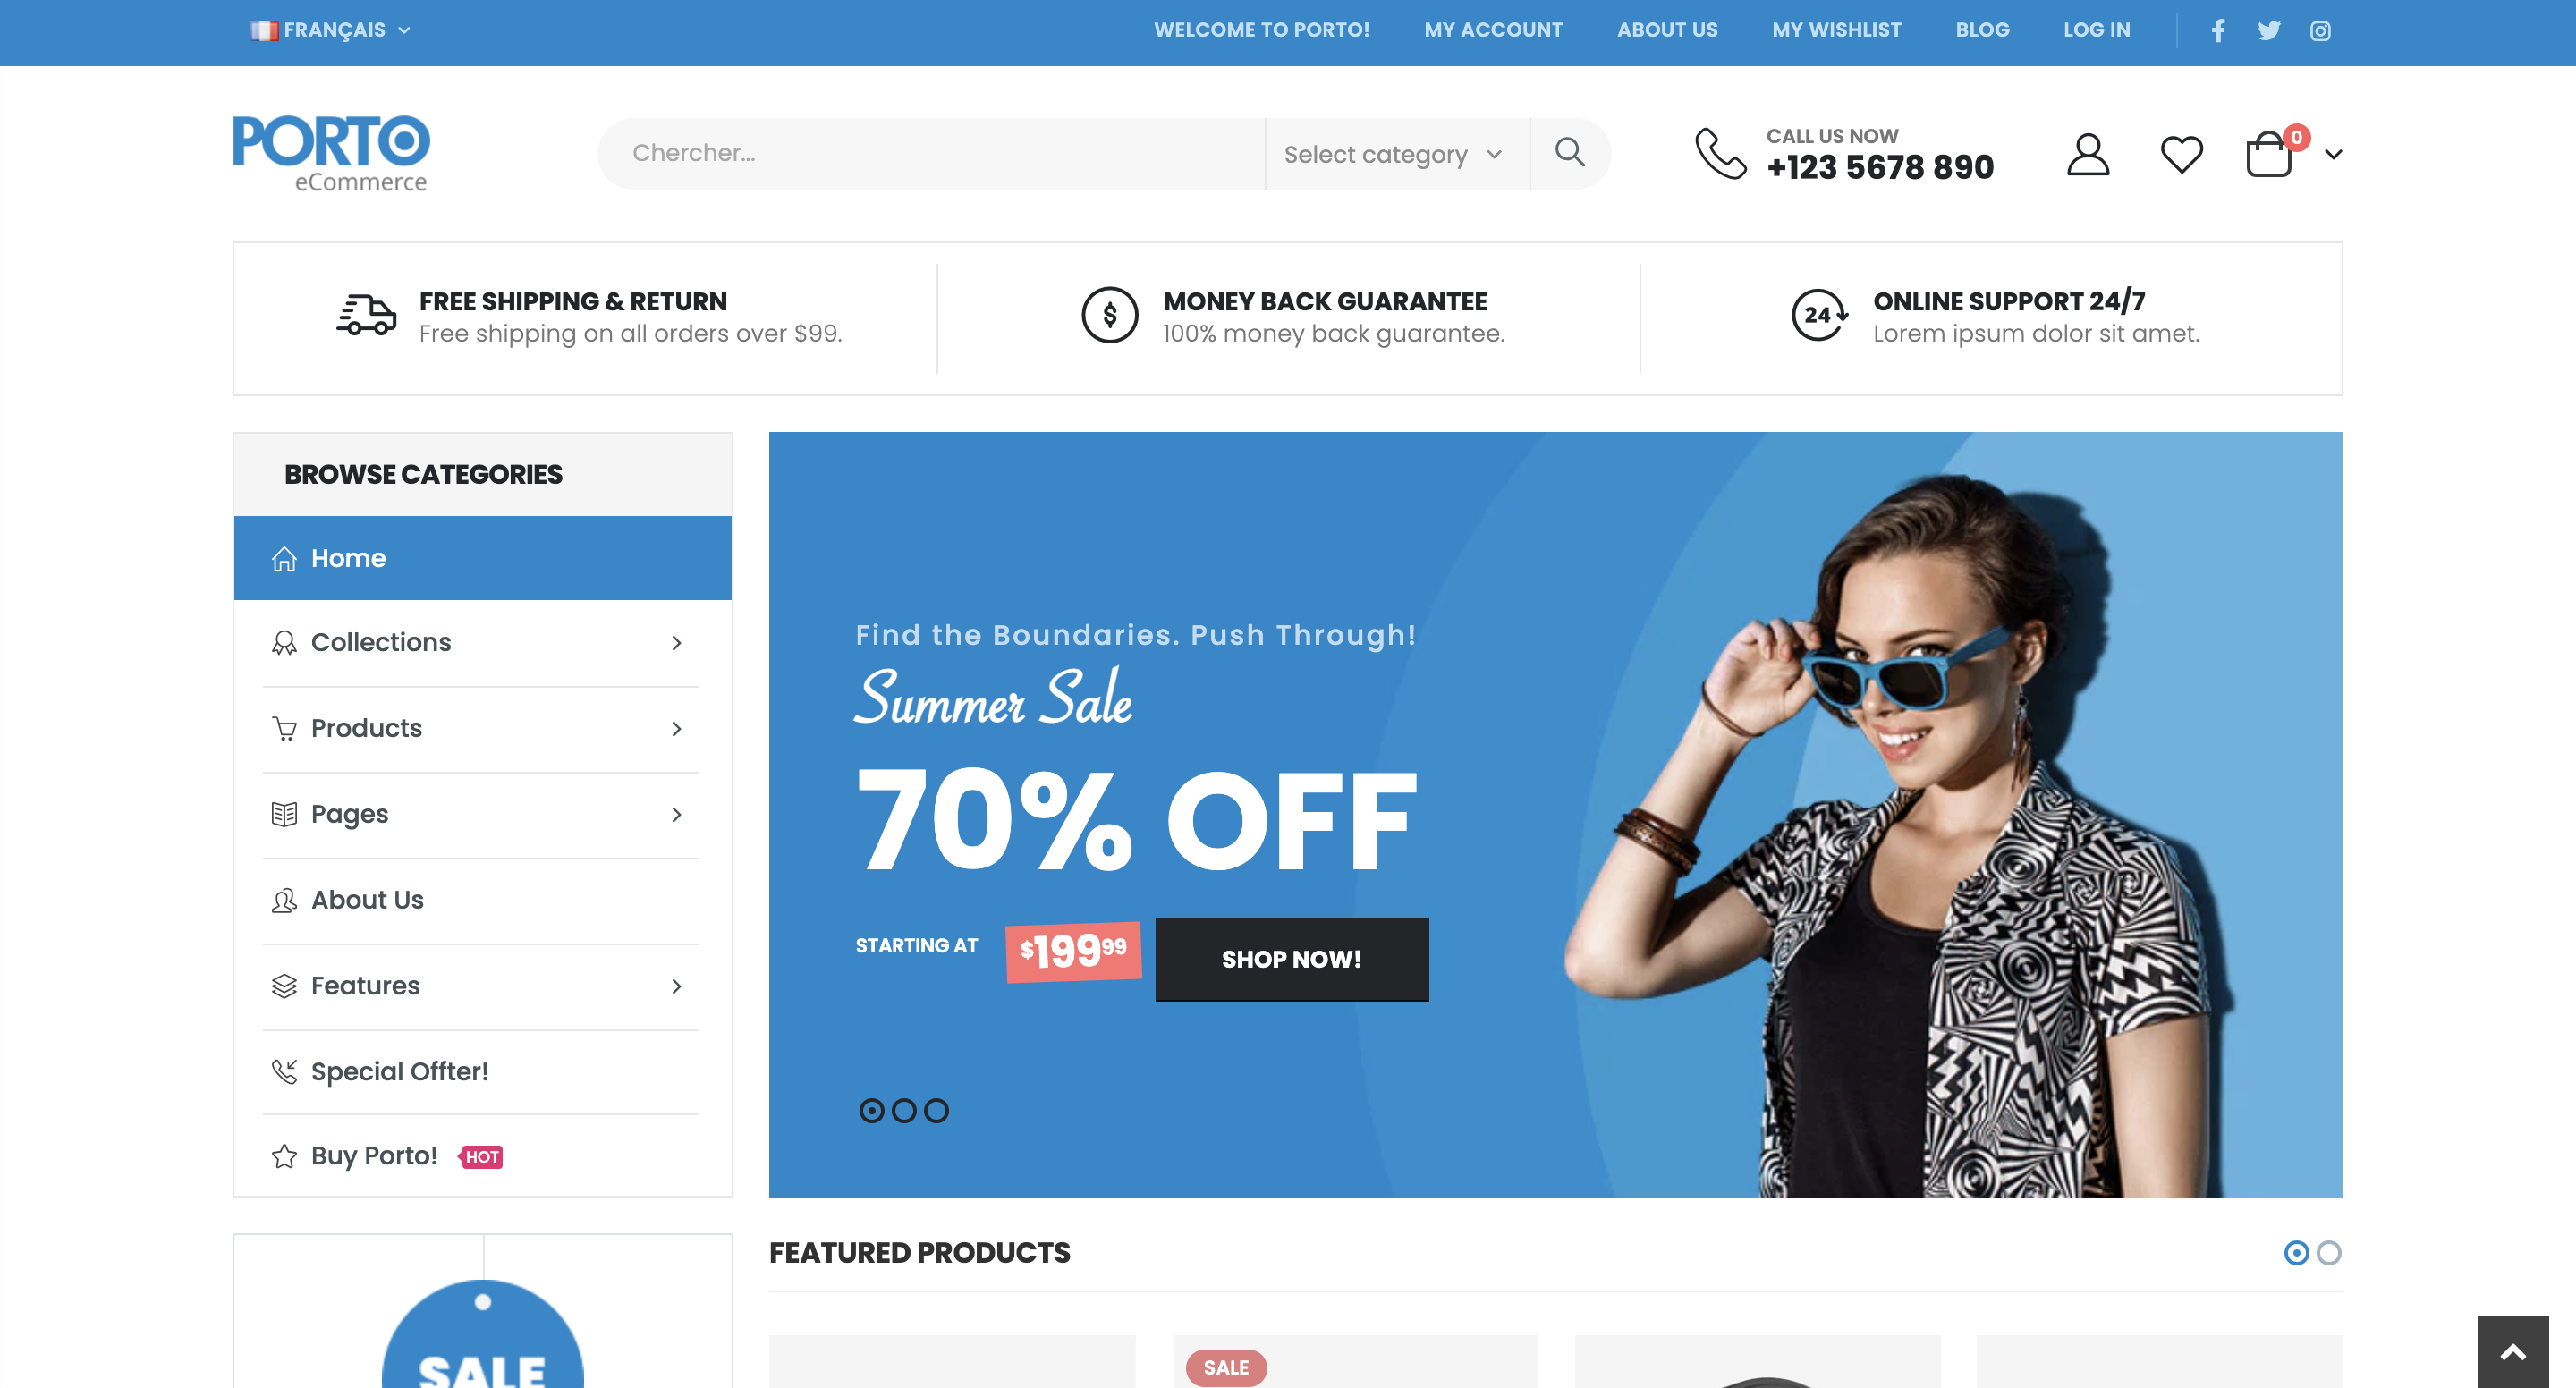 FRANÇAIS
WELCOME TO PORTO! MY ACCOUNT ABOUT US MY WISHLIST BLOG LOG IN
PORTO
eCommerce
Chercher...
Select category
CALL US NOW
+123 5678 890
0
FREE SHIPPING & RETURN
Free shipping on all orders over $99.
$
MONEY BACK GUARANTEE
100% money back guarantee.
24
ONLINE SUPPORT 24/7
Lorem ipsum dolor sit amet.
BROWSE CATEGORIES
Home
Collections
Products
Pages
About Us
Features
Special Offter!
Buy Porto! HOT
Find the Boundaries. Push Through!
Summer Sale
70% OFF
STARTING AT $19999 SHOP NOW!
SALE
FEATURED PRODUCTS
SALE